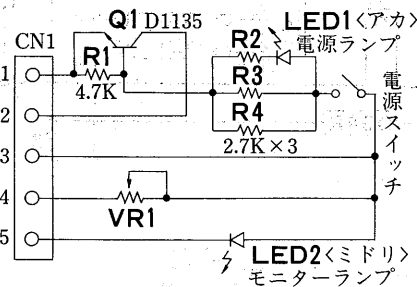 Q1 D1135
LED1〈アカ〉
電源ランプ
CN1
R1
4.7K
R2
R3
R4
2.7K×3
電源スイッチ
1
2
3
4
5
VR1
LED2〈ミドリ〉
モニターランプ